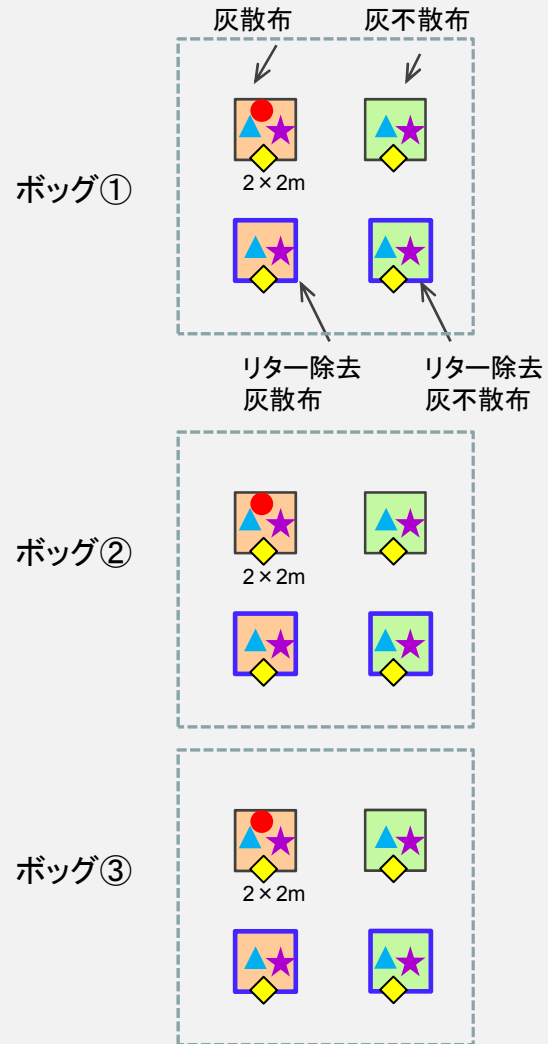 灰散布
灰不散布
ボッグ①
2×2m
リター除去
灰散布
リター除去
灰不散布
ボッグ②
2×2m
ボッグ③
2×2m